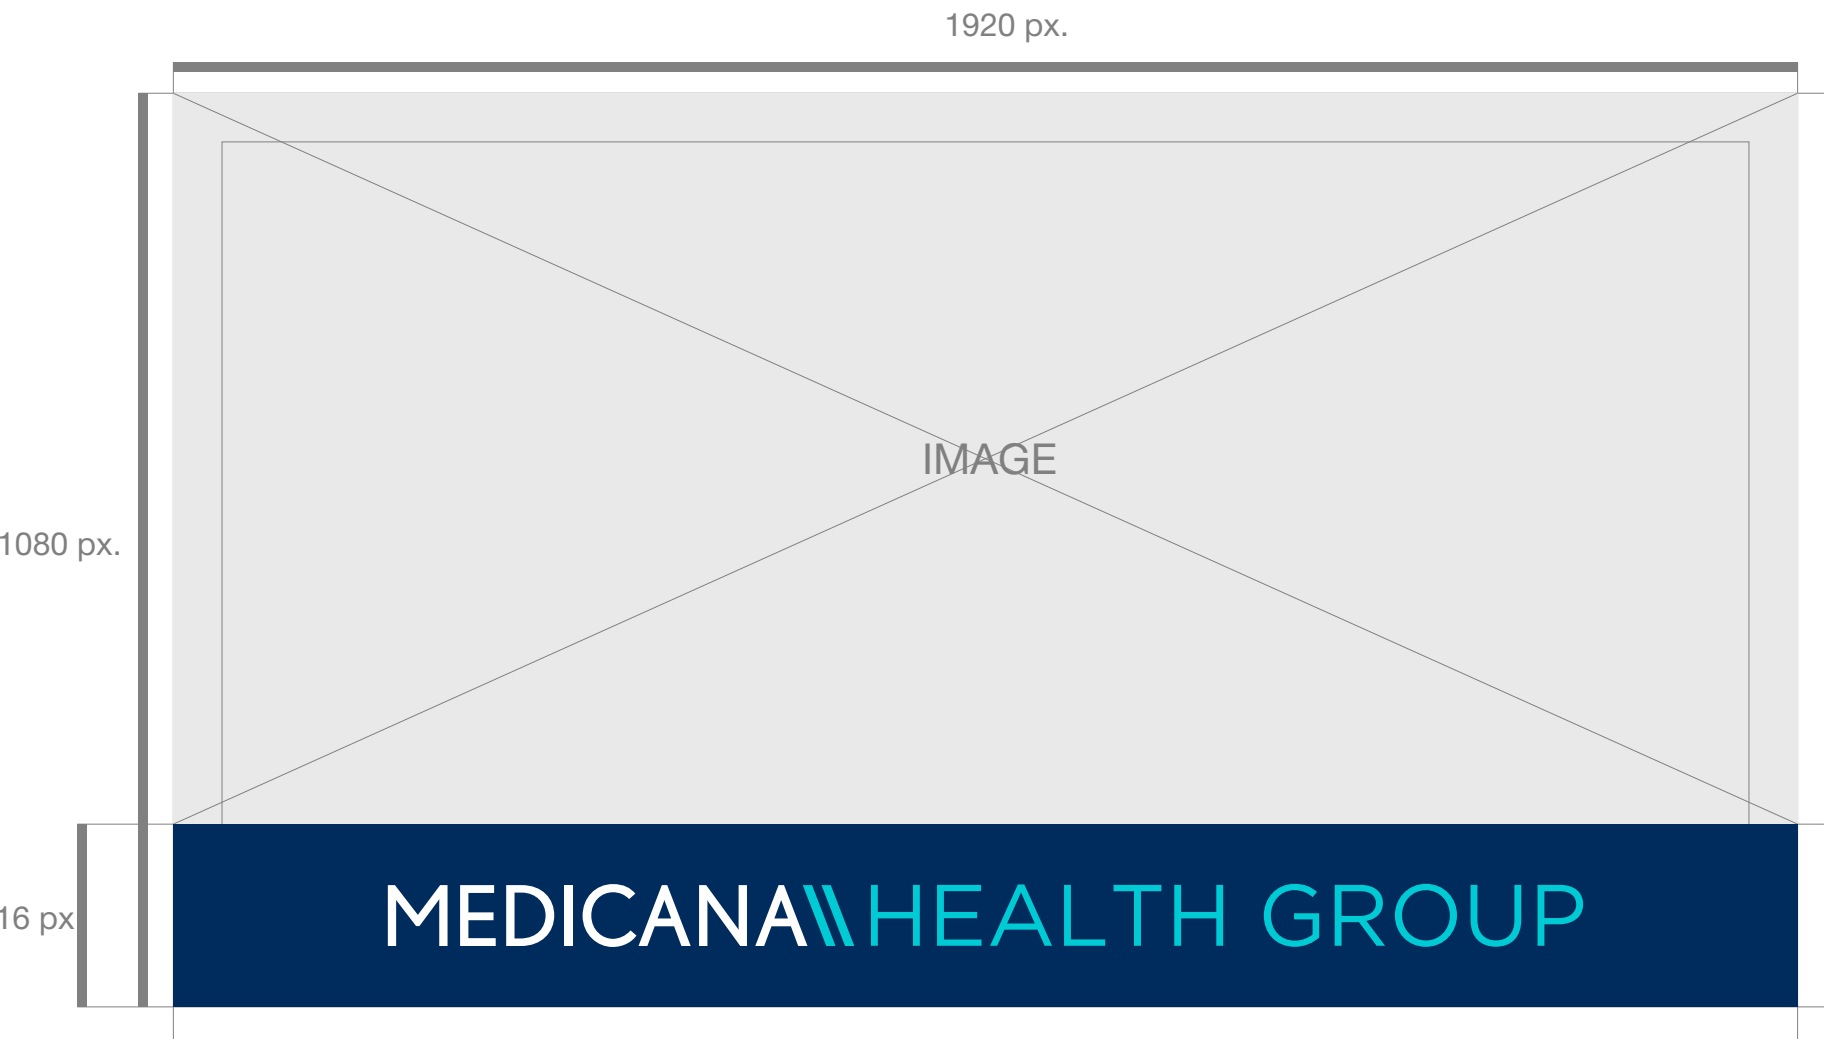 1920 px.
IMAGE
1080 px.
16 px
MEDICANA\\HEALTH GROUP